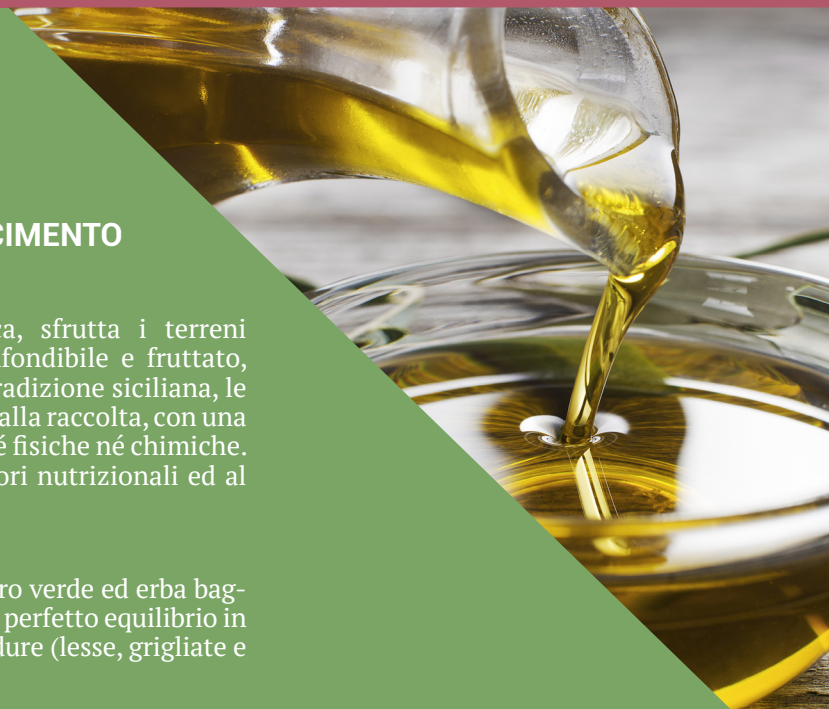 CIMENTO
ca, sfrutta i terreni
fondibile e fruttato,
radizione siciliana, le
alla raccolta, con una
é fisiche né chimiche.
ori nutrizionali ed al
ro verde ed erba bag-
perfetto equilibrio in
dure (lesse, grigliate e